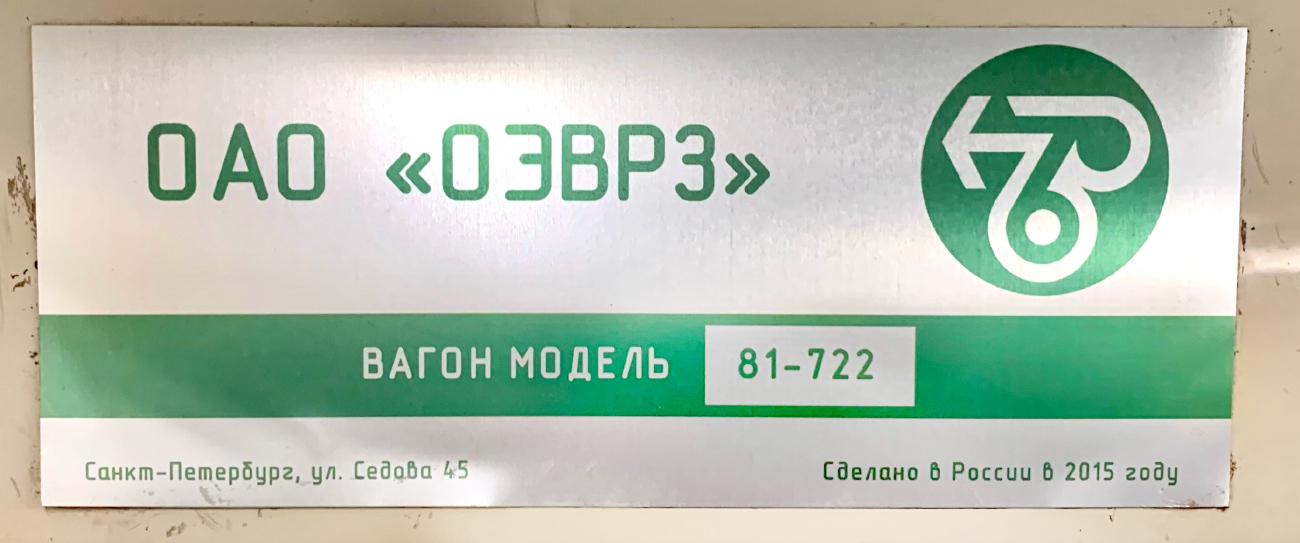 ОАО «ОЭВРЗ»
ВАГОН МОДЕЛЬ 81-722
Санкт-Петербург, ул. Седова 45
Сделано в России в 2015 году